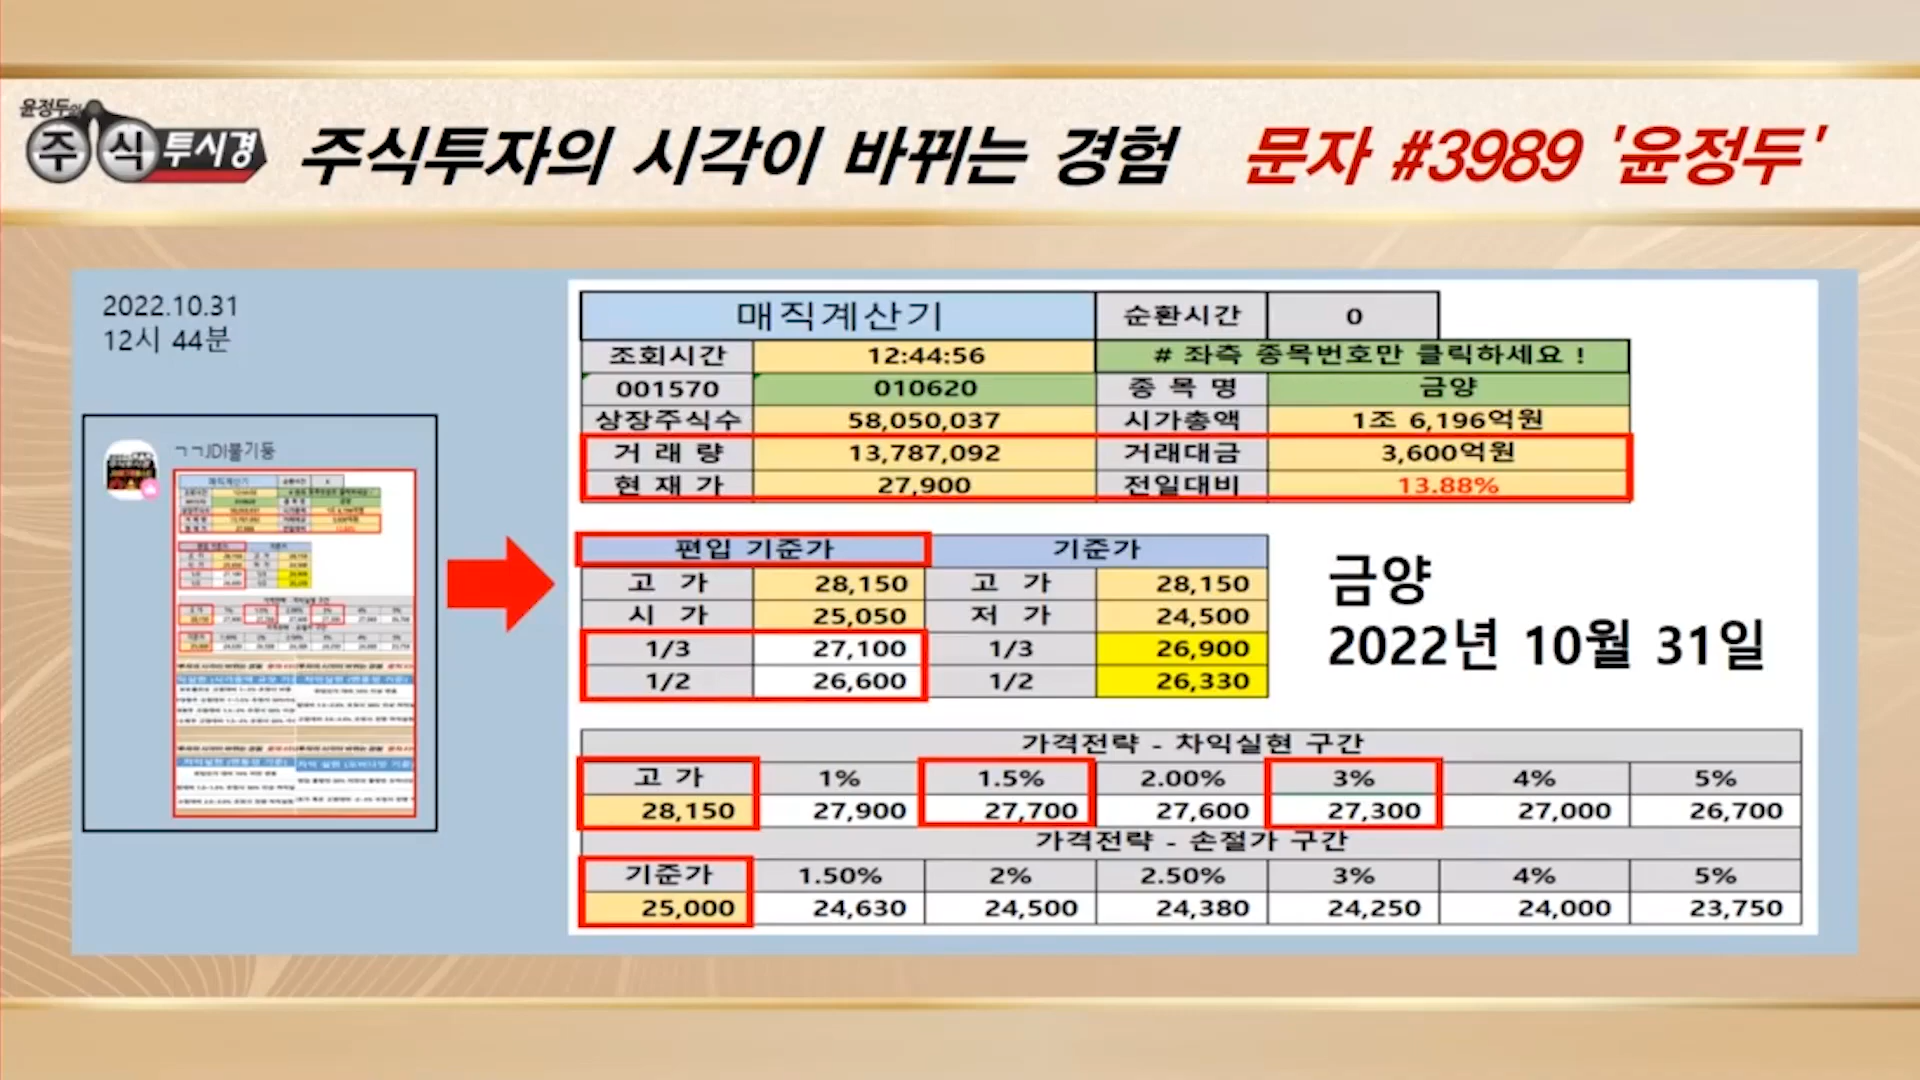 윤정두의
주식투시경
주식투자의 시각이 바뀌는 경험 문자 #3989 '윤정두'
2022.10.31
12시 44분
ㄱㄱJDI불기둥
매직계산기 순환시간 0
조회시간 12:44:56 # 좌측 종목번호만 클릭하세요 !
001570 010620 종 목 명 금양
상장주식수 58,050,037 시가총액 1조 6,196억원
거 래 량 13,787,092 거래대금 3,600억원
현 재 가 27,900 전일대비 13.88%
편입 기준가 기준가
고 가 28,150 고 가 28,150
시 가 25,050 저 가 24,500
1/3 27,100 1/3 26,900
1/2 26,600 1/2 26,330
금양
2022년 10월 31일
가격전략 - 차익실현 구간
고 가 1% 1.5% 2.00% 3% 4% 5%
28,150 27,900 27,700 27,600 27,300 27,000 26,700
가격전략 - 손절가 구간
기준가 1.50% 2% 2.50% 3% 4% 5%
25,000 24,630 24,500 24,380 24,250 24,000 23,750